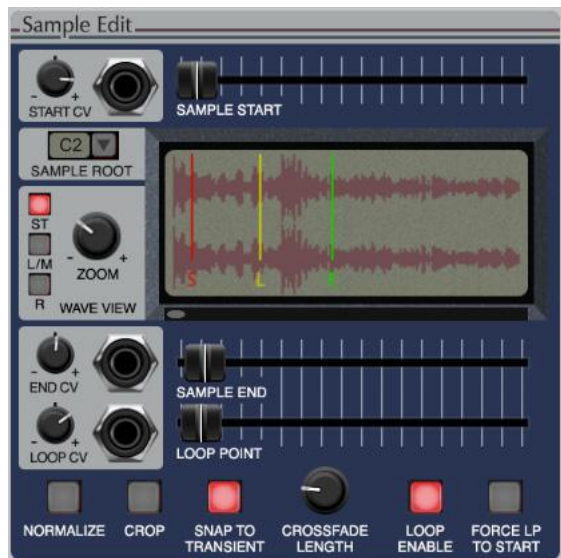 Sample Edit
- +
START CV
SAMPLE START
C2
SAMPLE ROOT
ST
L/M
- +
ZOOM
R
WAVE VIEW
S L
- +
END CV
SAMPLE END
- +
LOOP CV
LOOP POINT
NORMALIZE
CROP
SNAP TO
TRANSIENT
CROSSFADE
LENGTH
LOOP
ENABLE
FORCE LP
TO START